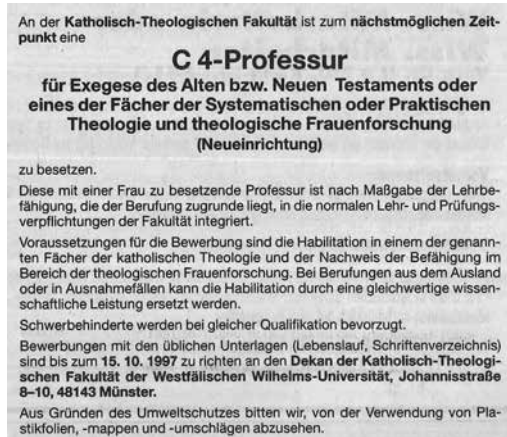 An der Katholisch-Theologischen Fakultät ist zum nächstmöglichen Zeit-
punkt eine
C 4-Professur
für Exegese des Alten bzw. Neuen Testaments oder
eines der Fächer der Systematischen oder Praktischen
Theologie und theologische Frauenforschung
(Neueinrichtung)
zu besetzen.
Diese mit einer Frau zu besetzende Professur ist nach Maßgabe der Lehrbe-
fähigung, die der Berufung zugrunde liegt, in die normalen Lehr- und Prüfungs-
verpflichtungen der Fakultät integriert.
Voraussetzungen für die Bewerbung sind die Habilitation in einem der genann-
ten Fächer der katholischen Theologie und der Nachweis der Befähigung im
Bereich der theologischen Frauenforschung. Bei Berufungen aus dem Ausland
oder in Ausnahmefällen kann die Habilitation durch eine gleichwertige wissen-
schaftliche Leistung ersetzt werden.
Schwerbehinderte werden bei gleicher Qualifikation bevorzugt.
Bewerbungen mit den üblichen Unterlagen (Lebenslauf, Schriftenverzeichnis)
sind bis zum 15. 10. 1997 zu richten an den Dekan der Katholisch-Theologi-
schen Fakultät der Westfälischen Wilhelms-Universität, Johannisstraße
8–10, 48143 Münster.
Aus Gründen des Umweltschutzes bitten wir, von der Verwendung von Pla-
stikfolien, -mappen und -umschlägen abzusehen.